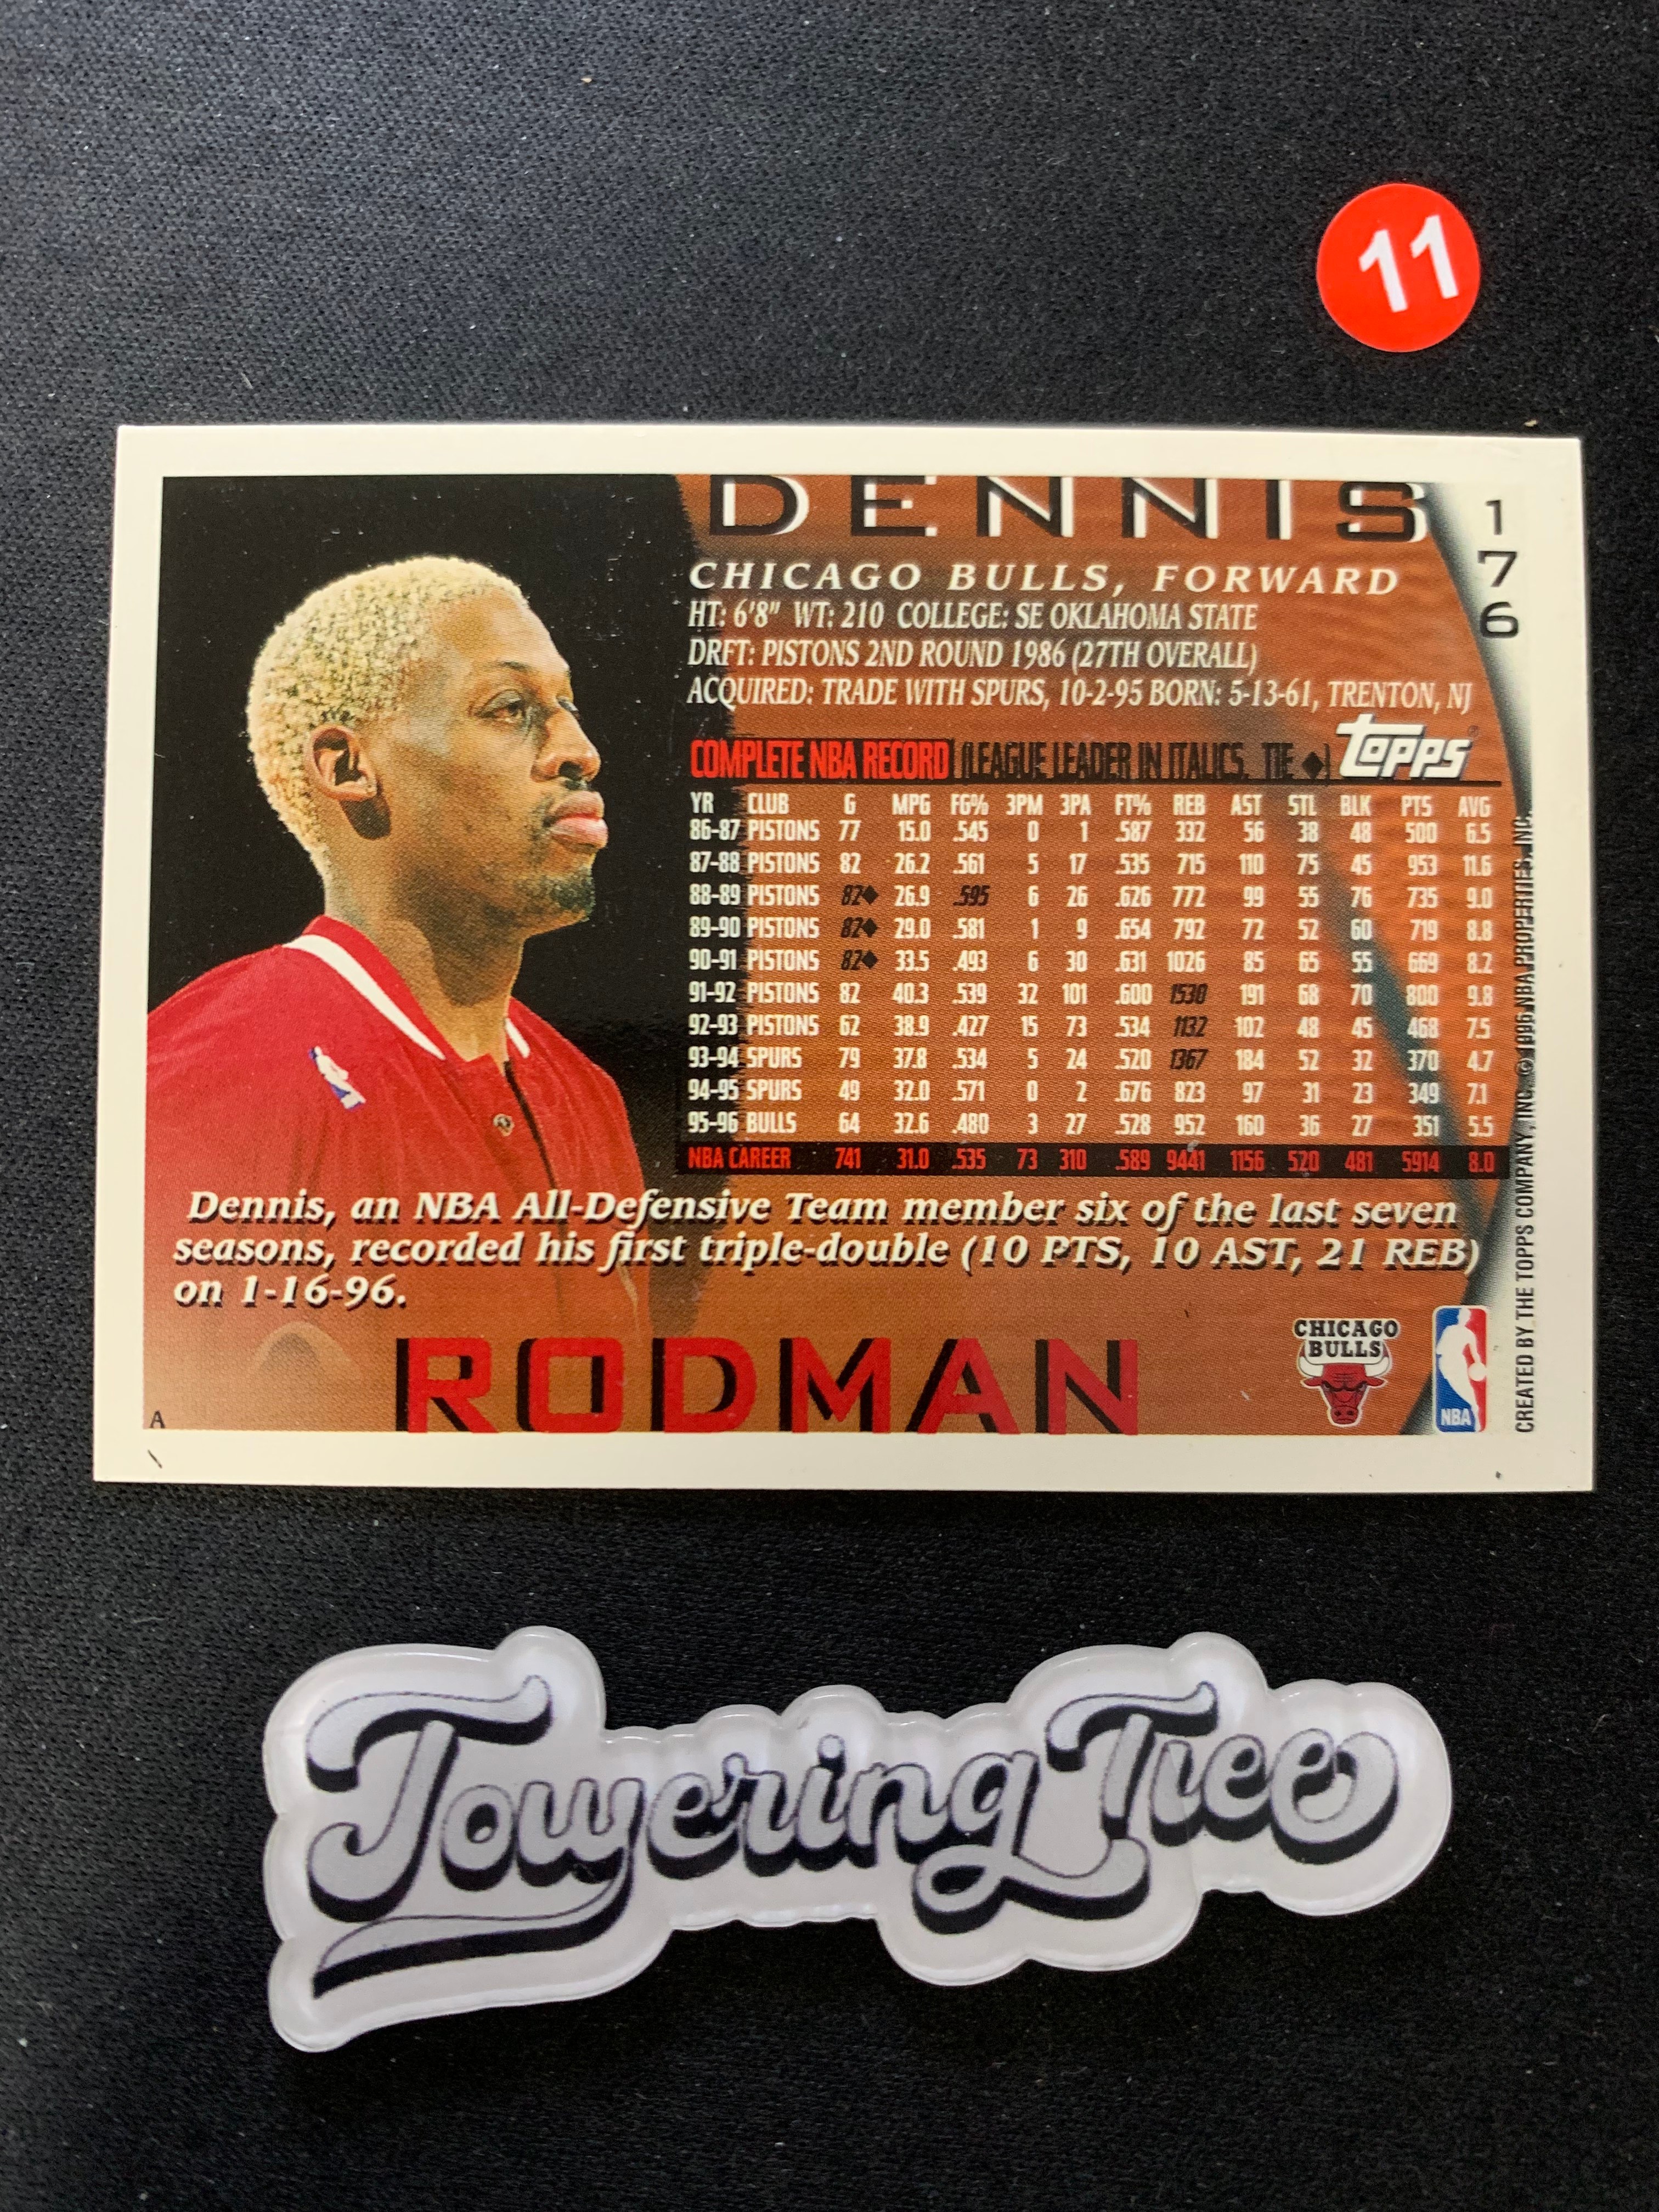 11
DENNIS
176
CHICAGO BULLS, FORWARD
HT: 6'8" WT: 210 COLLEGE: SE OKLAHOMA STATE
DRFT: PISTONS 2ND ROUND 1986 (27TH OVERALL)
ACQUIRED: TRADE WITH SPURS, 10-2-95 BORN: 5-13-61, TRENTON, NJ
COMPLETE NBA RECORD (LEAGUE LEADER IN ITALICS, TIE ♦) Topps®
YR CLUB G MPG FG% 3PM 3PA FT% REB AST STL BLK PTS AVG
86-87 PISTONS 77 15.0 .545 0 1 .587 332 56 38 48 500 6.5
87-88 PISTONS 82 26.2 .561 5 17 .535 715 110 75 45 953 11.6
88-89 PISTONS 82♦ 26.9 .595 6 26 .626 772 99 55 76 735 9.0
89-90 PISTONS 82♦ 29.0 .581 1 9 .654 792 72 52 60 719 8.8
90-91 PISTONS 82♦ 33.5 .493 6 30 .631 1026 85 65 55 669 8.2
91-92 PISTONS 82 40.3 .539 32 101 .600 1530 191 68 70 800 9.8
92-93 PISTONS 62 38.9 .427 15 73 .534 1132 102 48 45 468 7.5
93-94 SPURS 79 37.8 .534 5 24 .520 1367 184 52 32 370 4.7
94-95 SPURS 49 32.0 .571 0 2 .676 823 97 31 23 349 7.1
95-96 BULLS 64 32.6 .480 3 27 .528 952 160 36 27 351 5.5
NBA CAREER 741 31.0 .535 73 310 .589 9441 1156 520 481 5914 8.0
Dennis, an NBA All-Defensive Team member six of the last seven
seasons, recorded his first triple-double (10 PTS, 10 AST, 21 REB)
on 1-16-96.
RODMAN
CHICAGO
BULLS
NBA
A
CREATED BY THE TOPPS COMPANY, INC. © 1996 NBA PROPERTIES, INC.
ToweringTiee